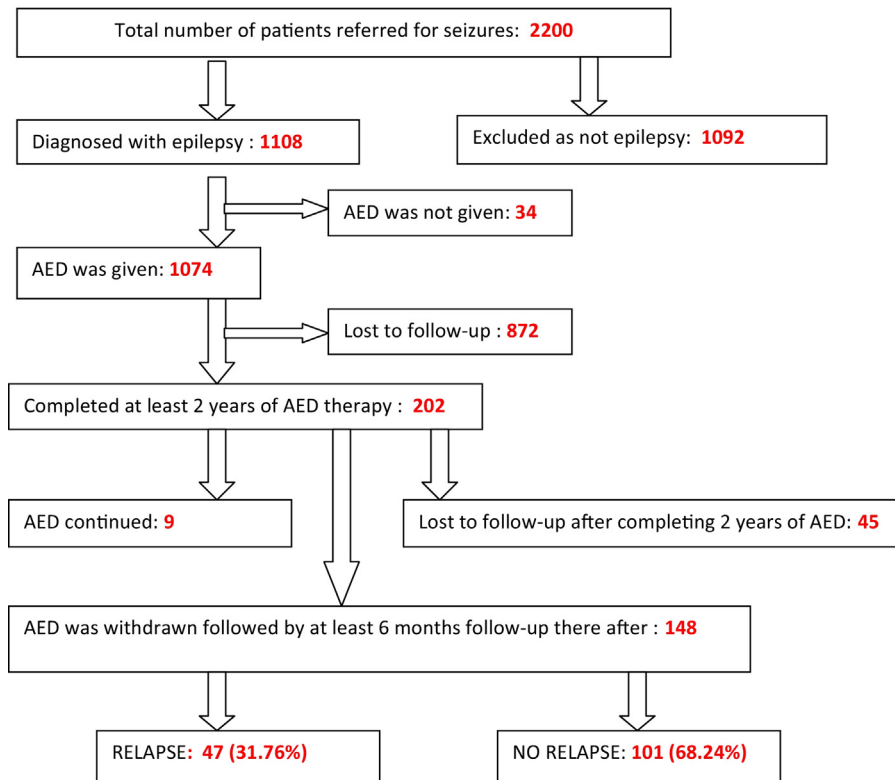 Total number of patients referred for seizures: 2200
Diagnosed with epilepsy : 1108
Excluded as not epilepsy: 1092
AED was not given: 34
AED was given: 1074
Lost to follow-up : 872
Completed at least 2 years of AED therapy : 202
AED continued: 9
Lost to follow-up after completing 2 years of AED: 45
AED was withdrawn followed by at least 6 months follow-up there after : 148
RELAPSE: 47 (31.76%)
NO RELAPSE: 101 (68.24%)